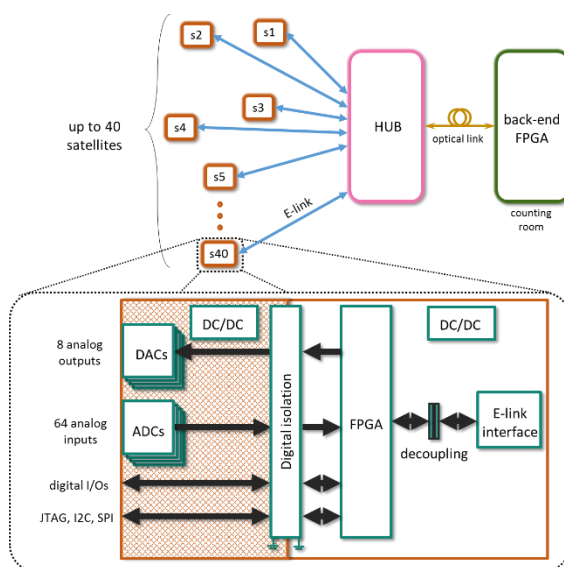 s1
s2
s3
s4
s5
s40
up to 40
satellites
E-link
HUB
optical link
back-end
FPGA
counting
room
DC/DC
DC/DC
8 analog
outputs
DACs
64 analog
inputs
ADCs
Digital isolation
FPGA
decoupling
E-link
interface
digital I/Os
JTAG, I2C, SPI